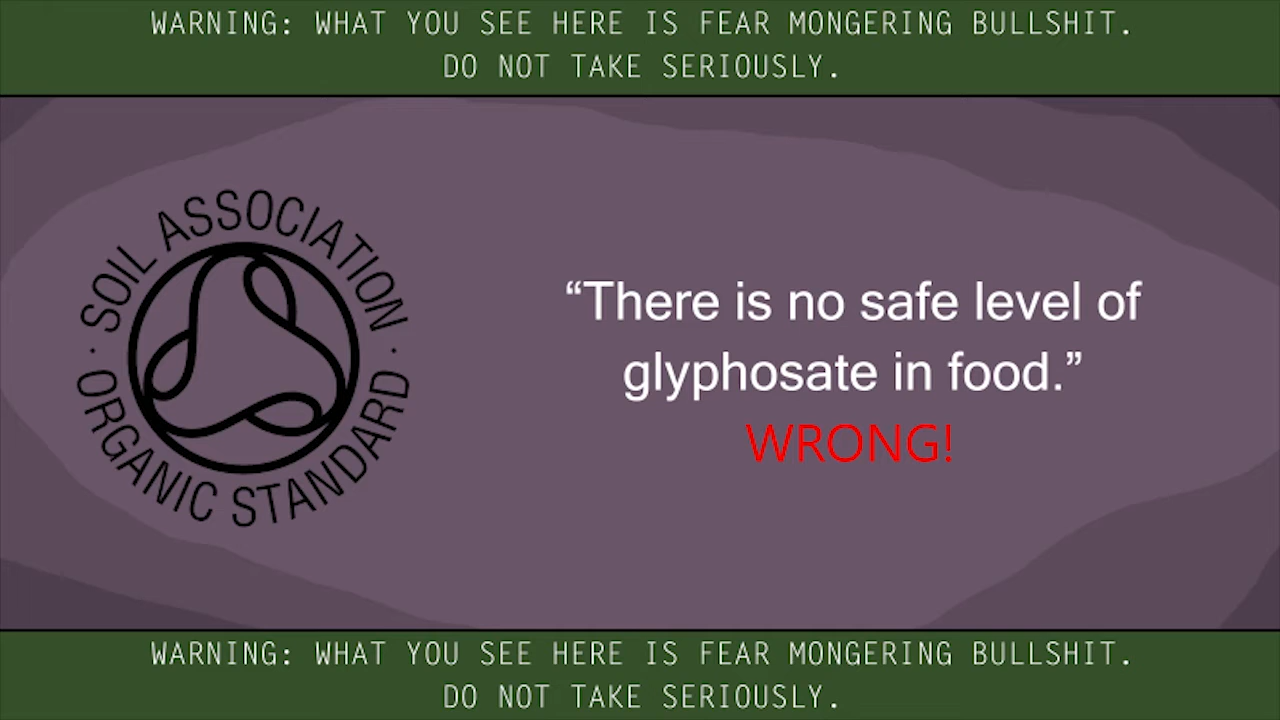 WARNING: WHAT YOU SEE HERE IS FEAR MONGERING BULLSHIT.
DO NOT TAKE SERIOUSLY.
SOIL ASSOCIATION
· ORGANIC STANDARD ·
“There is no safe level of
glyphosate in food.”
WRONG!
WARNING: WHAT YOU SEE HERE IS FEAR MONGERING BULLSHIT.
DO NOT TAKE SERIOUSLY.